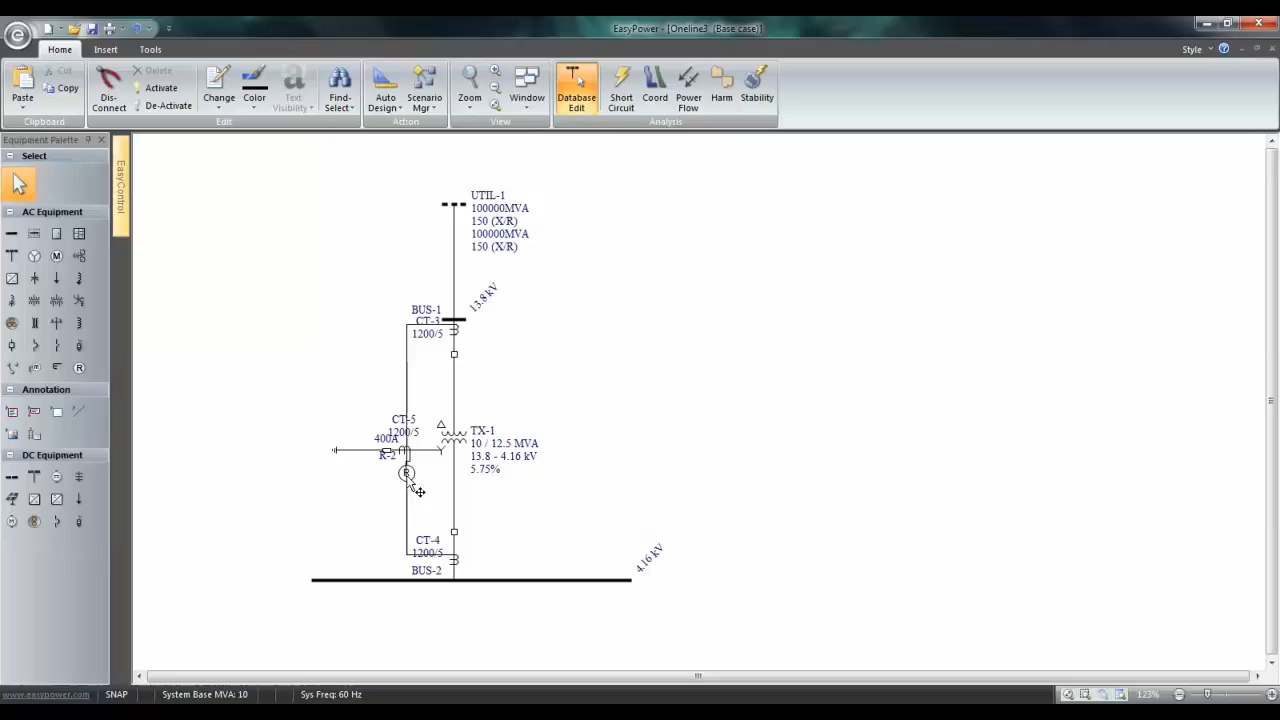 EasyPower - [Oneline3 (Base case)]
Home Insert Tools Style
Paste
Cut
Copy
Clipboard
Dis-Connect
Delete
Activate
De-Activate
Change
Color
Text Visibility
Find-Select
Edit
Auto Design
Scenario Mgr
Action
Zoom
Window
View
Database Edit
Short Circuit
Coord
Power Flow
Harm
Stability
Analysis
Equipment Palette
Select
AC Equipment
Annotation
DC Equipment
EasyControl
UTIL-1
100000MVA
150 (X/R)
100000MVA
150 (X/R)
13.8 kV
BUS-1
CT-3
1200/5
CT-5
1200/5
400A
R-2
R
TX-1
10 / 12.5 MVA
13.8 - 4.16 kV
5.75%
CT-4
1200/5
BUS-2
4.16 kV
www.easypower.com SNAP System Base MVA: 10 Sys Freq: 60 Hz 123%